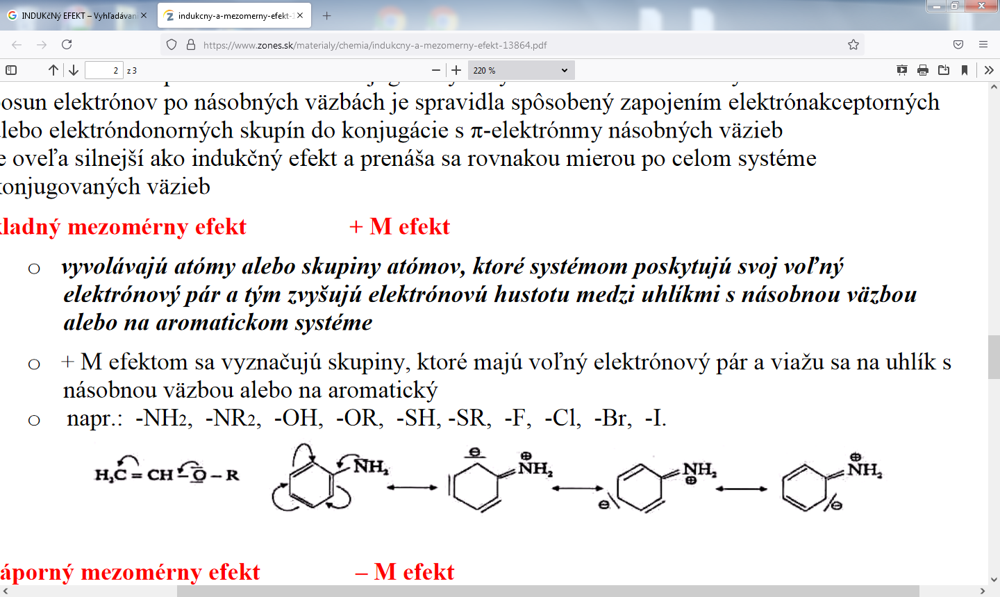 INDUKčNý EFEKT – Vyhľadávani
indukcny-a-mezomerny-efekt-1
https://www.zones.sk/materialy/chemia/indukcny-a-mezomerny-efekt-13864.pdf
2 z 3 220 %
osun elektrónov po násobných väzbách je spravidla spôsobený zapojením elektrónakceptorných
lebo elektróndonorných skupín do konjugácie s π-elektrónmy násobných väzieb
e oveľa silnejší ako indukčný efekt a prenáša sa rovnakou mierou po celom systéme
konjugovaných väzieb
kladný mezomérny efekt + M efekt
o vyvolávajú atómy alebo skupiny atómov, ktoré systémom poskytujú svoj voľný
elektrónový pár a tým zvyšujú elektrónovú hustotu medzi uhlíkmi s násobnou väzbou
alebo na aromatickom systéme
o + M efektom sa vyznačujú skupiny, ktoré majú voľný elektrónový pár a viažu sa na uhlík s
násobnou väzbou alebo na aromatický
o napr.: -NH2, -NR2, -OH, -OR, -SH, -SR, -F, -Cl, -Br, -I.
H₂C = CH – O – R NH₂ ⊖ ⊕ NH₂ ⊖ NH₂ ⊕ ⊕ NH₂ ⊖
áporný mezomérny efekt – M efekt